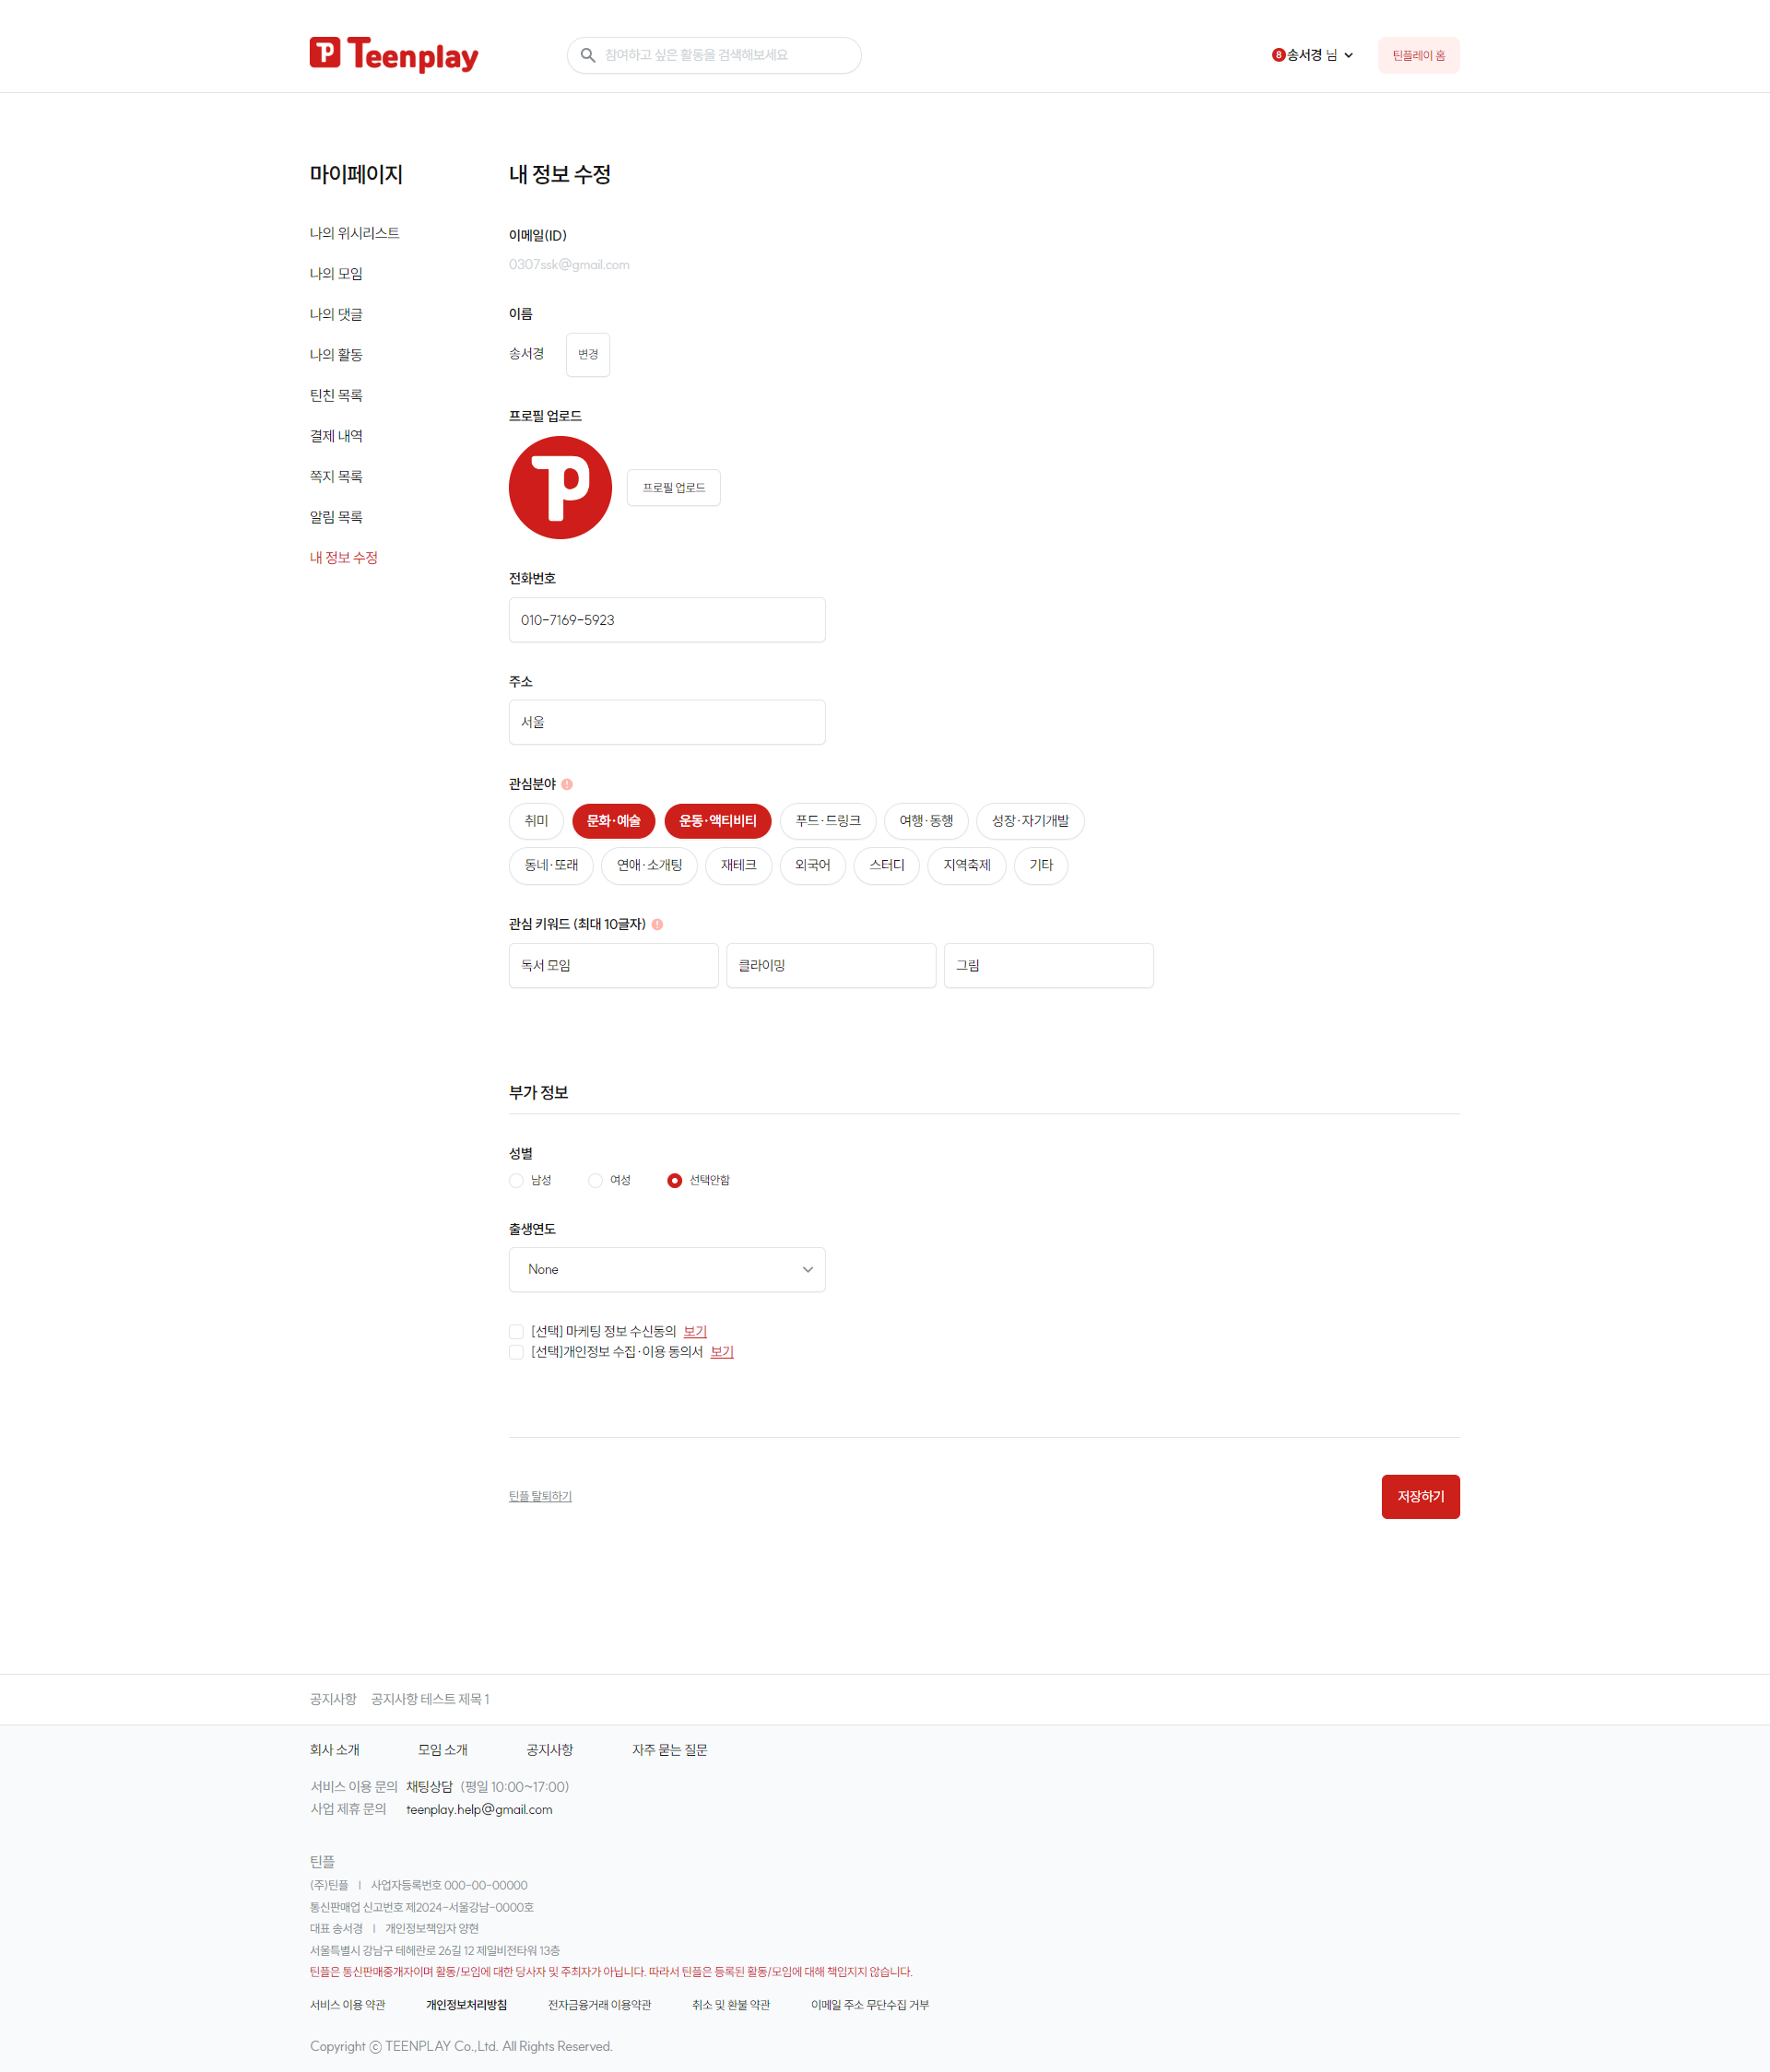 Teenplay
참여하고 싶은 활동을 검색해보세요
8 송서경 님
틴플레이 홈
마이페이지
나의 위시리스트
나의 모임
나의 댓글
나의 활동
틴친 목록
결제 내역
쪽지 목록
알림 목록
내 정보 수정
내 정보 수정
이메일(ID)
0307ssk@gmail.com
이름
송서경 변경
프로필 업로드
프로필 업로드
전화번호
010-7169-5923
주소
서울
관심분야
취미 문화·예술 운동·액티비티 푸드·드링크 여행·동행 성장·자기개발
동네·또래 연애·소개팅 재테크 외국어 스터디 지역축제 기타
관심 키워드 (최대 10글자)
독서 모임 클라이밍 그림
부가 정보
성별
남성 여성 선택안함
출생연도
None
[선택] 마케팅 정보 수신동의 보기
[선택]개인정보 수집·이용 동의서 보기
틴플 탈퇴하기 저장하기
공지사항 공지사항 테스트 제목 1
회사 소개 모임 소개 공지사항 자주 묻는 질문
서비스 이용 문의 채팅상담 (평일 10:00~17:00)
사업 제휴 문의 teenplay.help@gmail.com
틴플
(주)틴플 | 사업자등록번호 000-00-00000
통신판매업 신고번호 제2024-서울강남-0000호
대표 송서경 | 개인정보책임자 양현
서울특별시 강남구 테헤란로 26길 12 제일비전타워 13층
틴플은 통신판매중개자이며 활동/모임에 대한 당사자 및 주최자가 아닙니다. 따라서 틴플은 등록된 활동/모임에 대해 책임지지 않습니다.
서비스 이용 약관 개인정보처리방침 전자금융거래 이용약관 취소 및 환불 약관 이메일 주소 무단수집 거부
Copyright ⓒ TEENPLAY Co.,Ltd. All Rights Reserved.